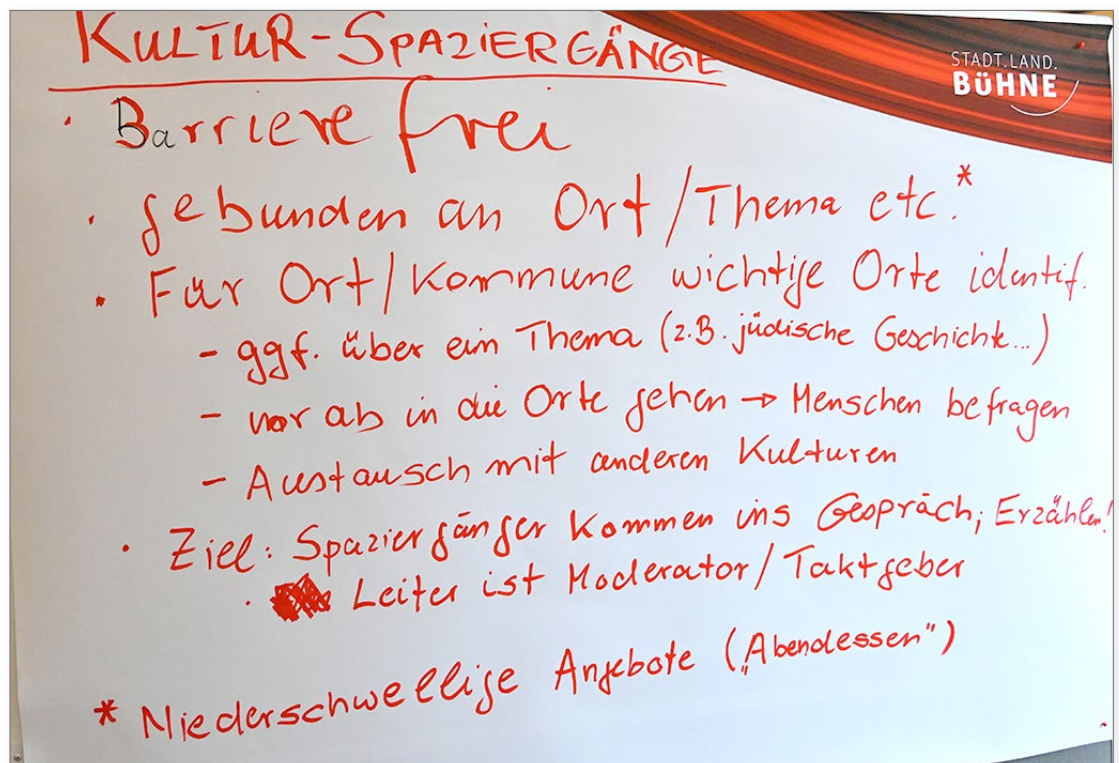 KULTUR-SPAZIERGÄNGE
STADT.LAND.
BÜHNE
· Barriere frei
· gebunden an Ort/Thema etc.*
· Für Ort/Kommune wichtige Orte identif.
- ggf. über ein Thema (z.B. jüdische Geschichte...)
- vor ab in die Orte gehen → Menschen befragen
- Austausch mit anderen Kulturen
· Ziel: Spaziergänger kommen ins Gespräch; Erzählen!
· Leiter ist Moderator/Taktgeber
* Niederschwellige Angebote („Abendessen")